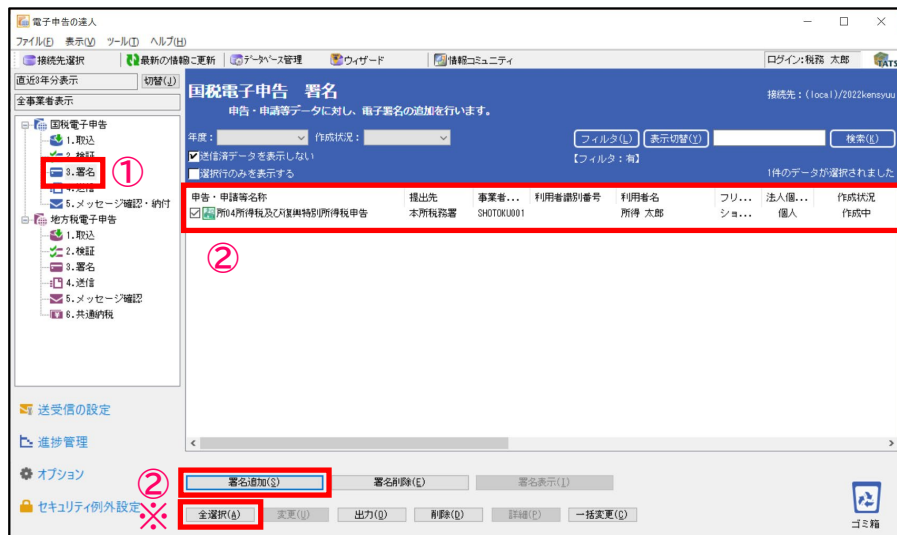 電子申告の達人
ファイル(F) 表示(V) ツール(T) ヘルプ(H)
接続先選択 最新の情報に更新 データベース管理 ウィザード 情報コミュニティ ログイン:税務 太郎 TATS
直近3年分表示 切替(J)
全事業者表示
国税電子申告
1.取込
2.検証
3.署名
①
4.送信
5.メッセージ確認・納付
地方税電子申告
1.取込
2.検証
3.署名
4.送信
5.メッセージ確認
6.共通納税
送受信の設定
進捗管理
オプション
セキュリティ例外設定
国税電子申告 署名
接続先:(local)/2022kensyuu
申告・申請等データに対し、電子署名の追加を行います。
年度: 作成状況: フィルタ(L) 表示切替(Y) 検索(K)
送信済データを表示しない 【フィルタ:有】
選択行のみを表示する 1件のデータが選択されました
申告・申請等名称 提出先 事業者... 利用者識別番号 利用者名 フリ... 法人個... 作成状況
所04所得税及び復興特別所得税申告 本所税務署 SHOTOKU001 所得 太郎 ショ... 個人 作成中
②
② 署名追加(S) 署名削除(E) 署名表示(I)
※ 全選択(A) 変更(U) 出力(O) 削除(D) 詳細(P) 一括変更(C)
ゴミ箱